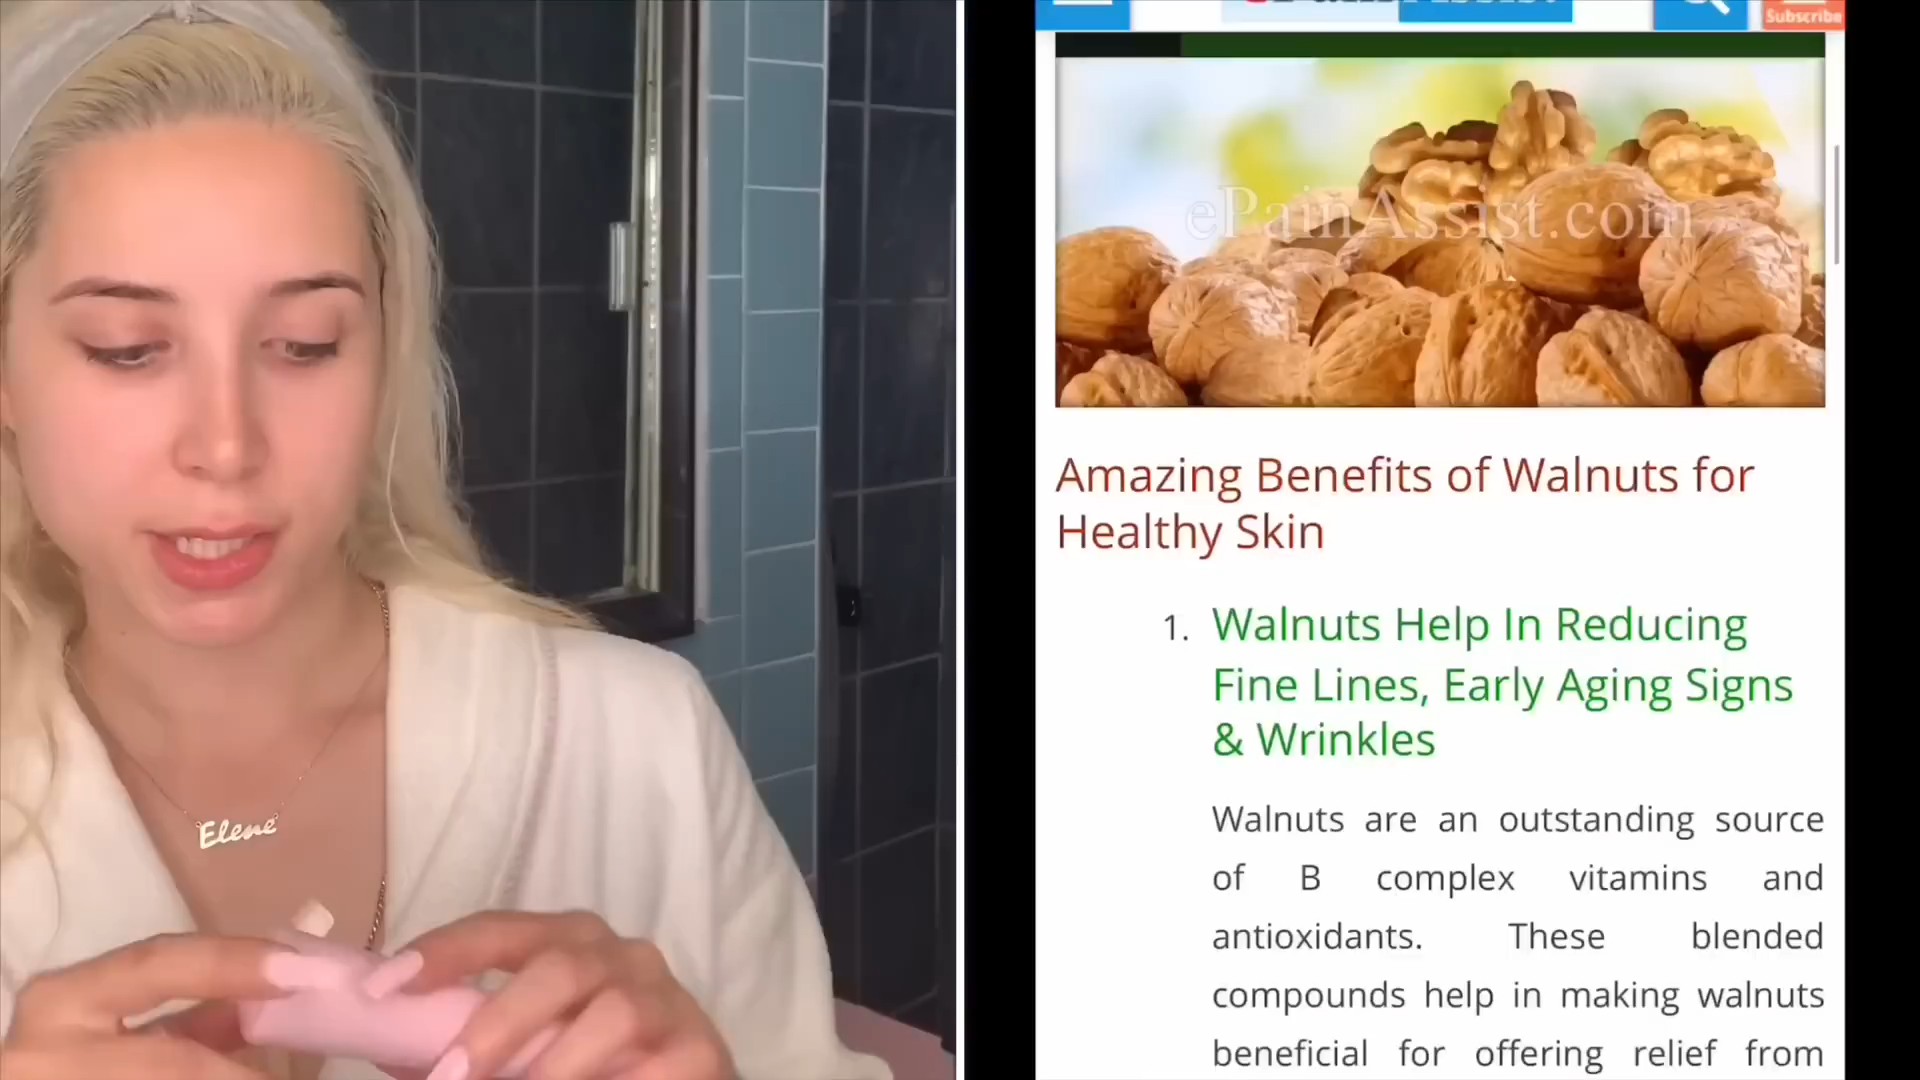 Elene
Subscribe
ePainAssist.com
Amazing Benefits of Walnuts for
Healthy Skin
1. Walnuts Help In Reducing
Fine Lines, Early Aging Signs
& Wrinkles
Walnuts are an outstanding source
of B complex vitamins and
antioxidants. These blended
compounds help in making walnuts
beneficial for offering relief from